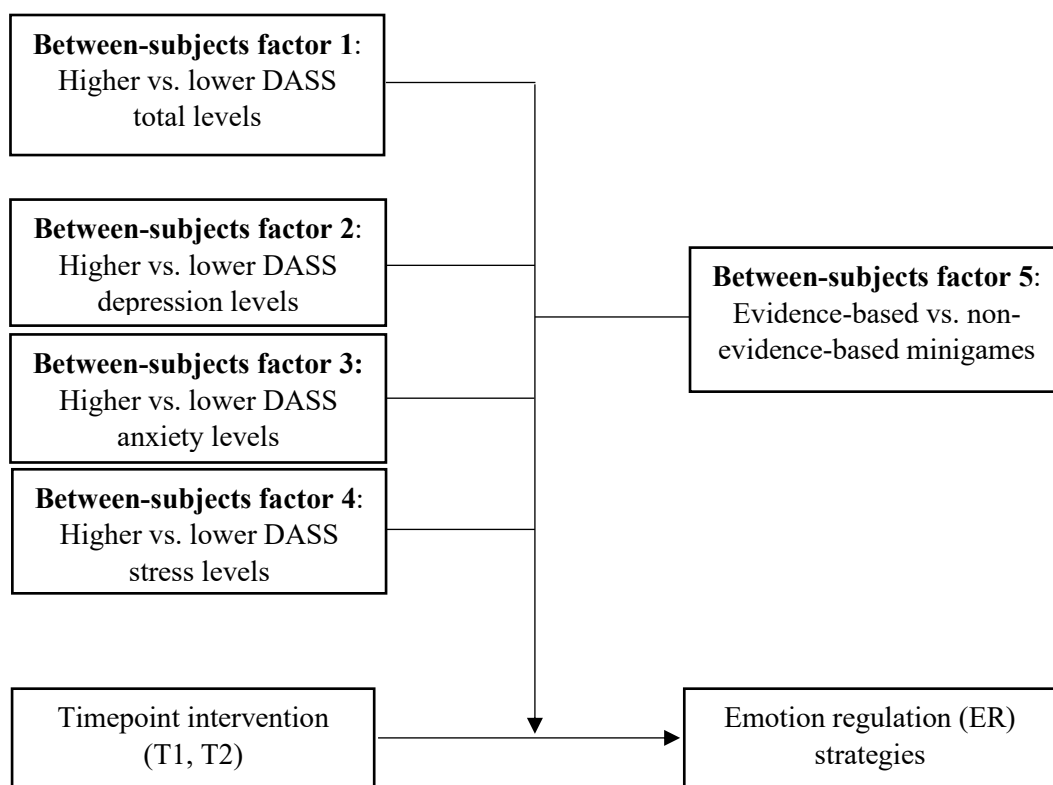 Between-subjects factor 1:
Higher vs. lower DASS
total levels
Between-subjects factor 2:
Higher vs. lower DASS
depression levels
Between-subjects factor 3:
Higher vs. lower DASS
anxiety levels
Between-subjects factor 4:
Higher vs. lower DASS
stress levels
Between-subjects factor 5:
Evidence-based vs. non-
evidence-based minigames
Timepoint intervention
(T1, T2)
Emotion regulation (ER)
strategies